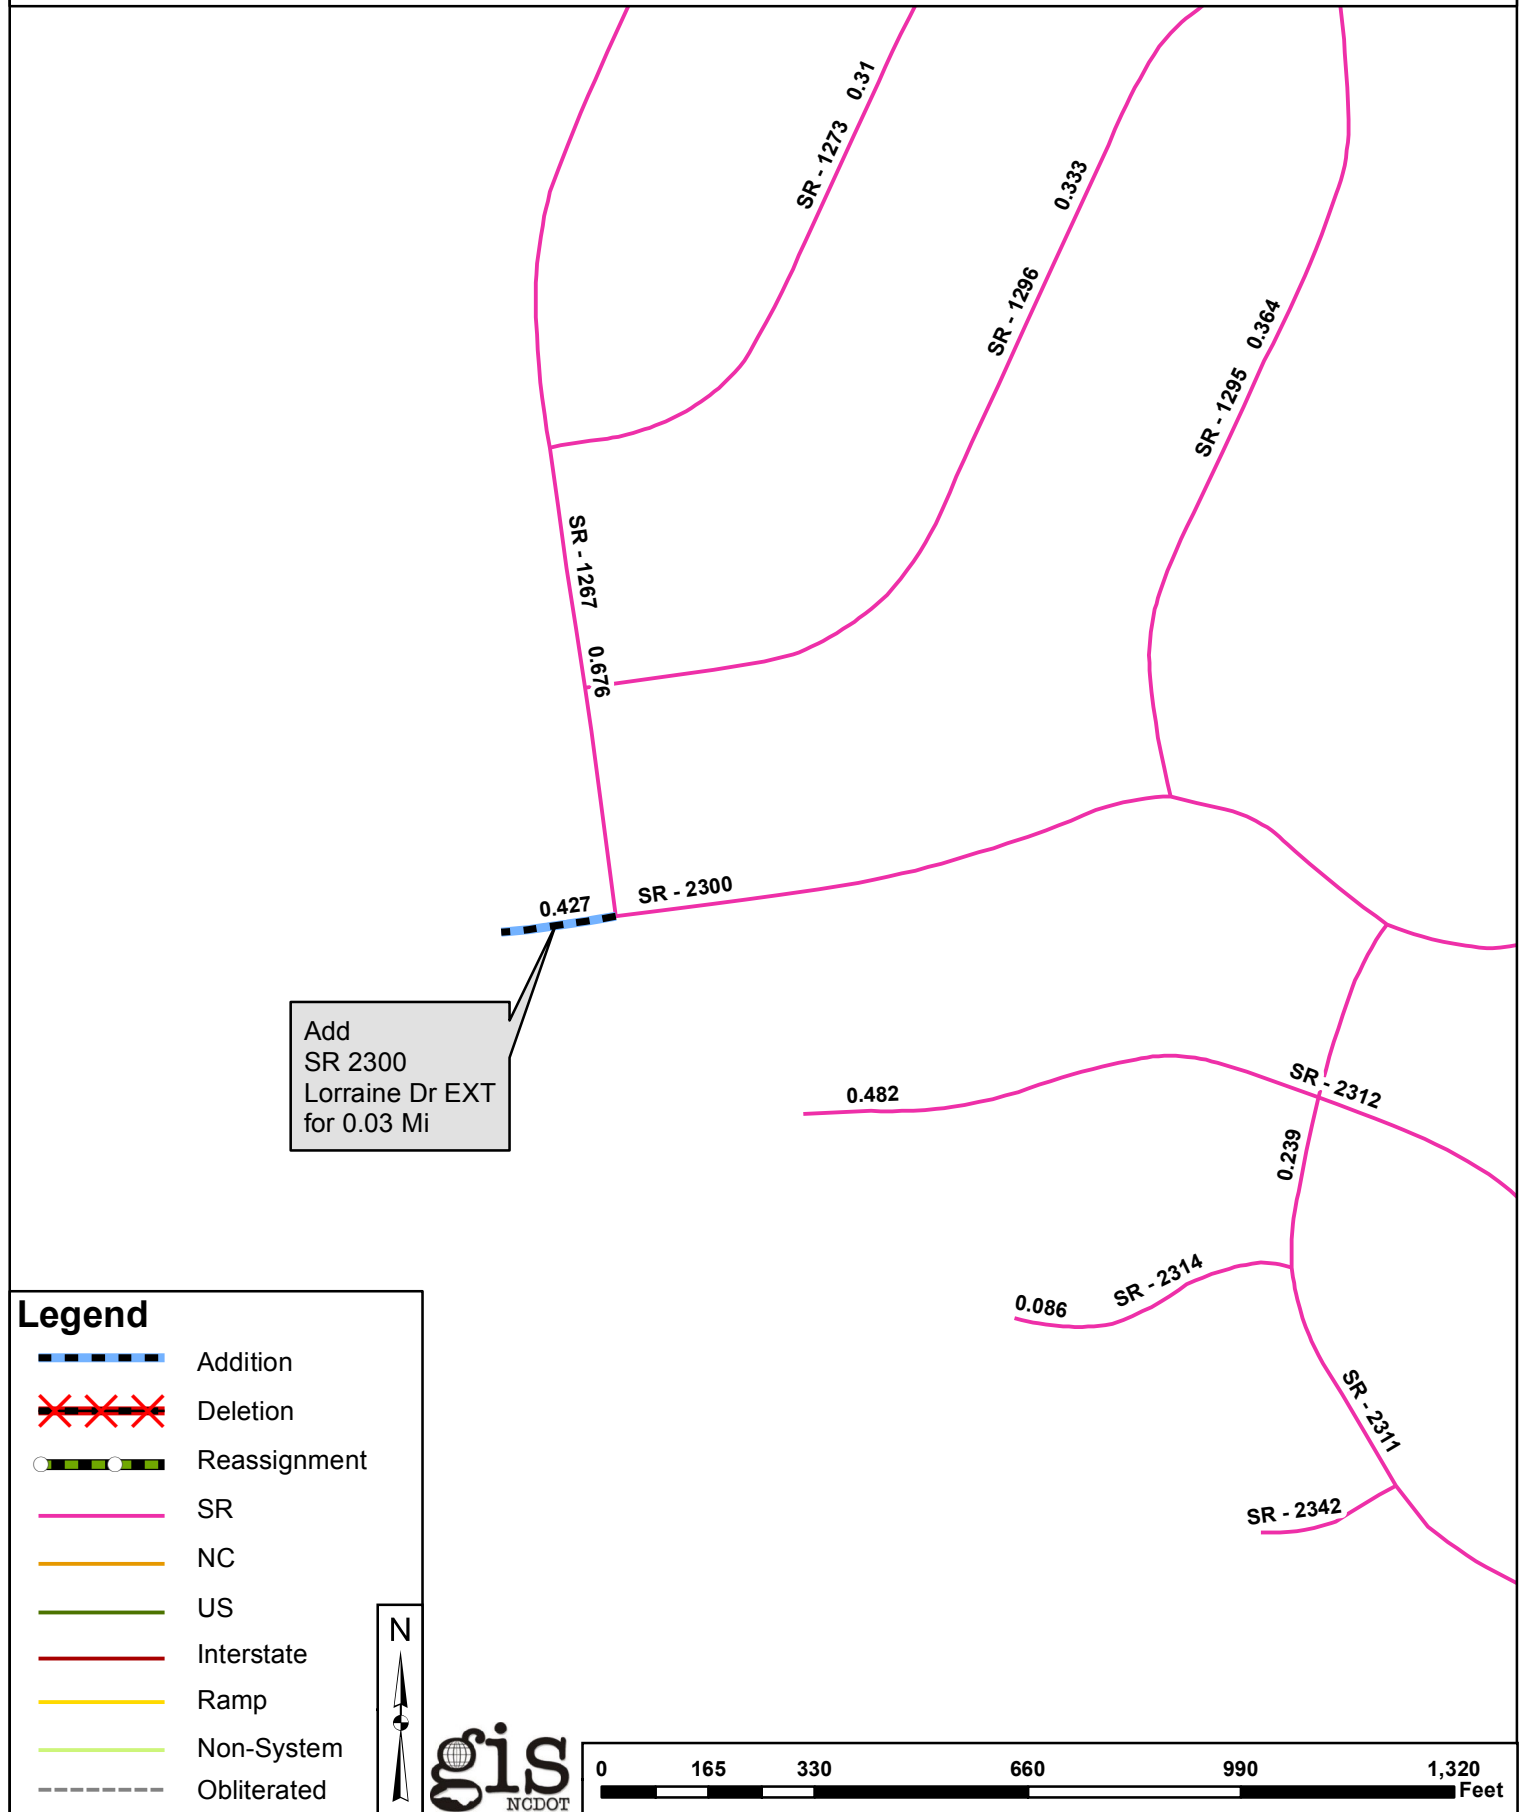 SR - 1273 0.31
SR - 1296 0.333
SR - 1295 0.364
SR - 1267 0.676
0.427
SR - 2300
Add
SR 2300
Lorraine Dr EXT
for 0.03 Mi
0.482
SR - 2312
0.239
0.086
SR - 2314
SR - 2311
SR - 2342
Legend
Addition
Deletion
Reassignment
SR
NC
US
Interstate
Ramp
Non-System
Obliterated
N
gis
NCDOT
0 165 330 660 990 1,320
Feet